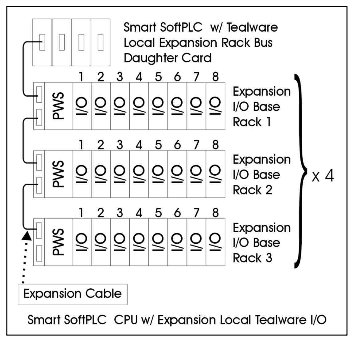 Smart SoftPLC w/ Tealware
Local Expansion Rack Bus
Daughter Card
1 2 3 4 5 6 7 8
PWS I/O I/O I/O I/O I/O I/O I/O I/O
Expansion
I/O Base
Rack 1
1 2 3 4 5 6 7 8
PWS I/O I/O I/O I/O I/O I/O I/O I/O
Expansion
I/O Base
Rack 2
x 4
1 2 3 4 5 6 7 8
PWS I/O I/O I/O I/O I/O I/O I/O I/O
Expansion
I/O Base
Rack 3
Expansion Cable
Smart SoftPLC CPU w/ Expansion Local Tealware I/O